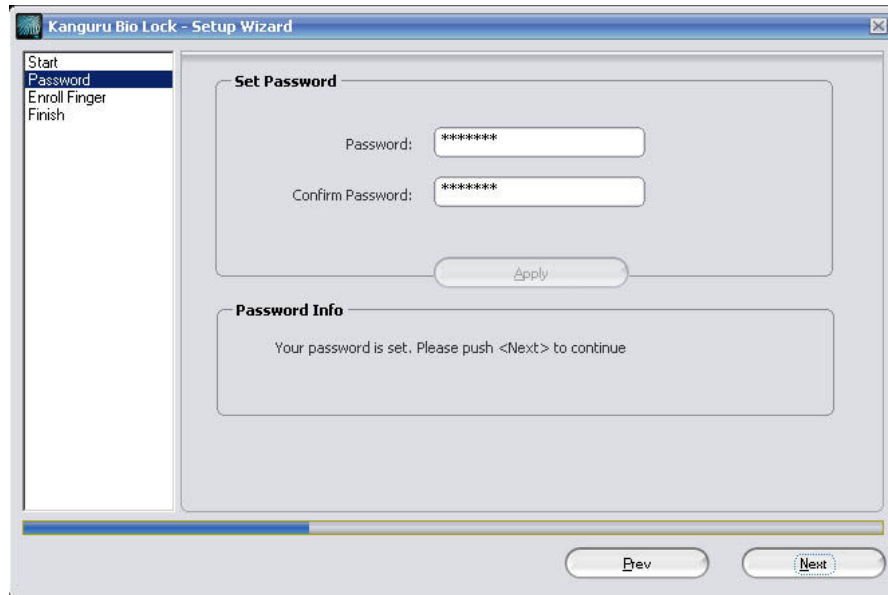 Kanguru Bio Lock - Setup Wizard
Start
Password
Enroll Finger
Finish
Set Password
Password: *******
Confirm Password: *******
Apply
Password Info
Your password is set. Please push <Next> to continue
Prev
Next